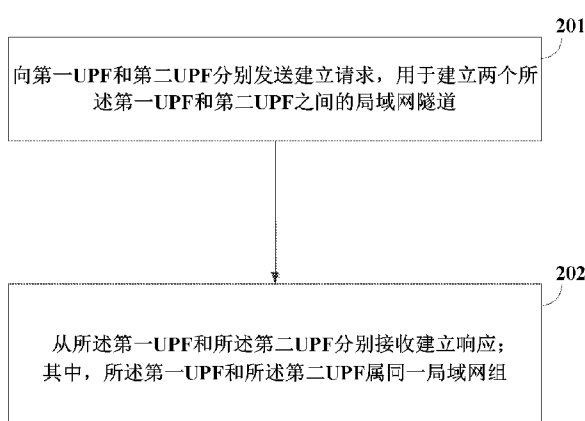 201
向第一UPF和第二UPF分别发送建立请求，用于建立两个所
述第一UPF和第二UPF之间的局域网隧道
202
从所述第一UPF和所述第二UPF分别接收建立响应；
其中，所述第一UPF和所述第二UPF属同一局域网组